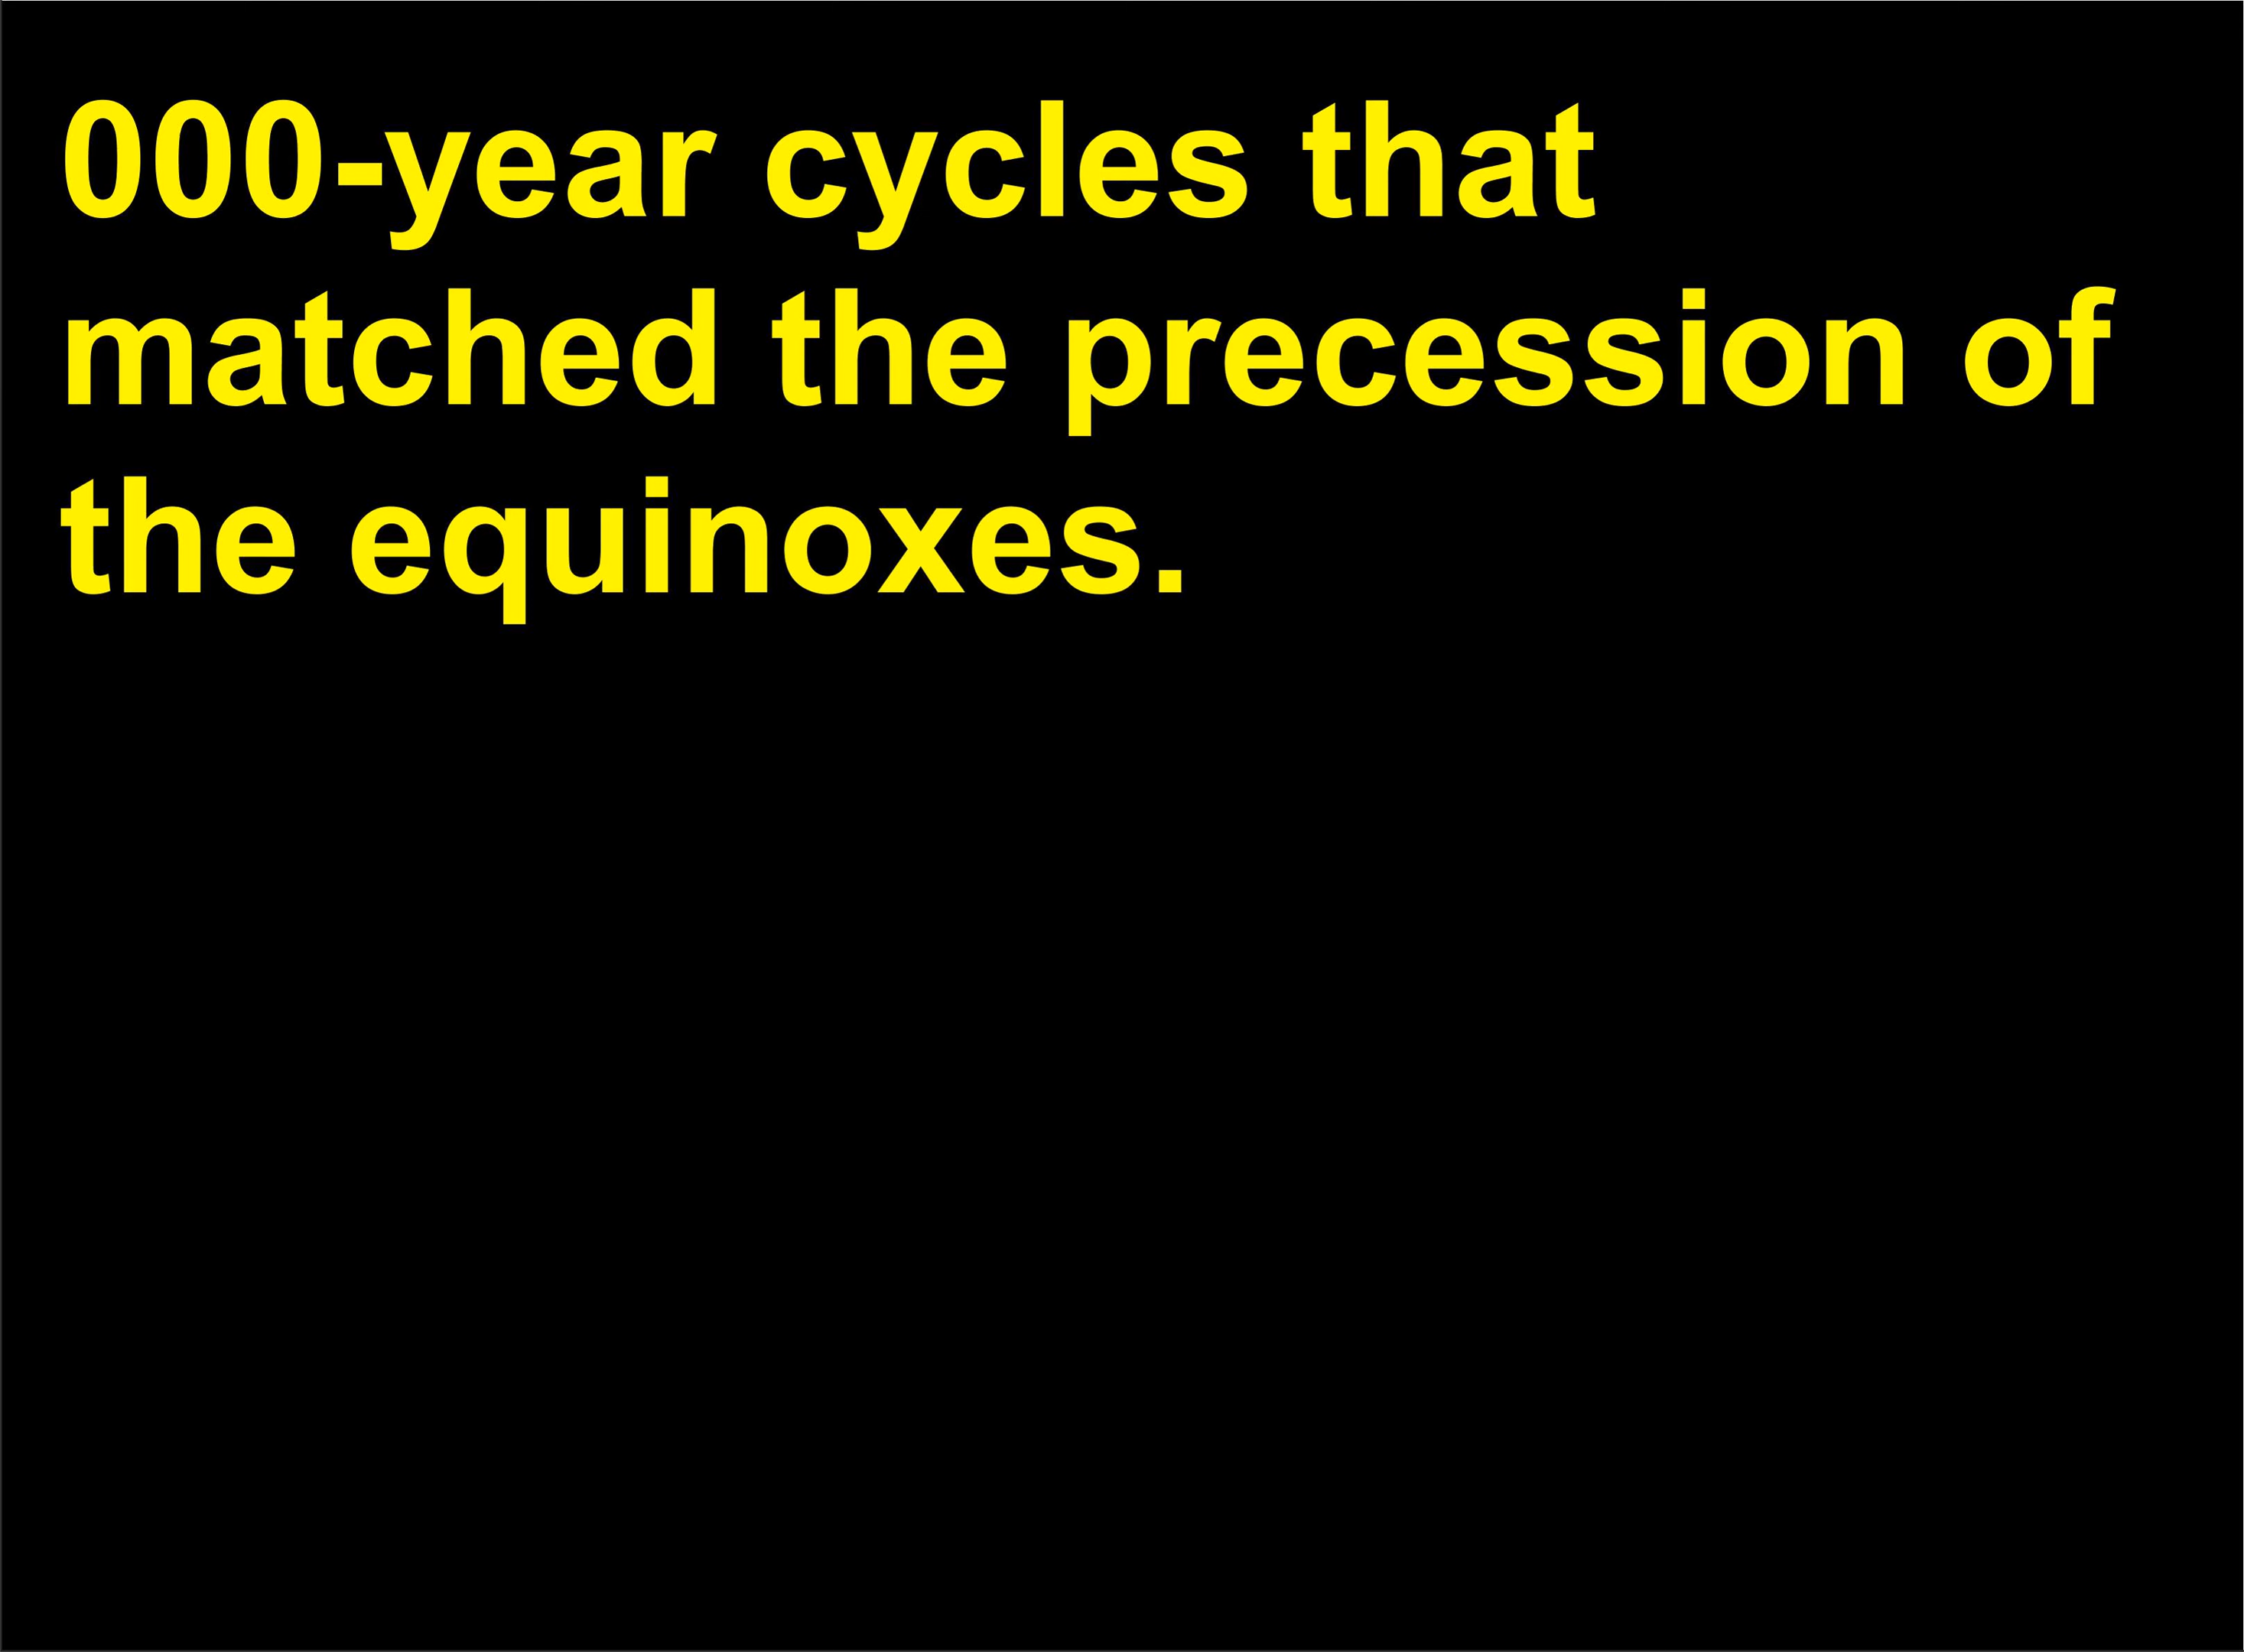 000-year cycles that
matched the precession of
the equinoxes.